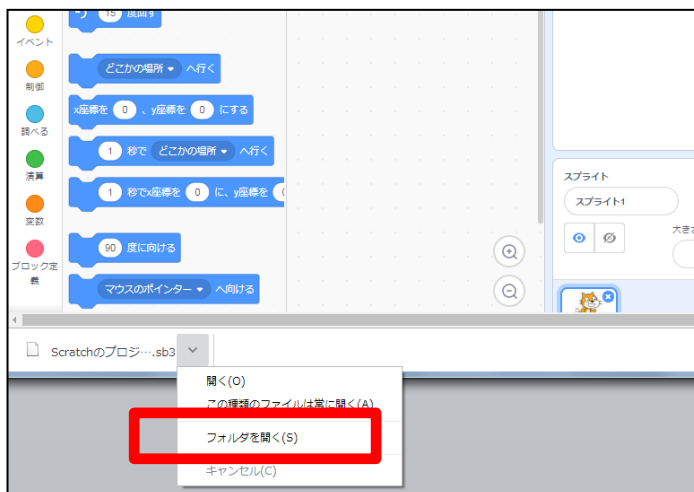 イベント
制御
調べる
演算
変数
ブロック定
義
15 度回す
どこかの場所 へ行く
x座標を 0 、y座標を 0 にする
1 秒で どこかの場所 へ行く
1 秒でx座標を 0 に、y座標を
90 度に向ける
マウスのポインター へ向ける
スプライト
スプライト1
大きさ
Scratchのプロジ….sb3
開く(O)
この種類のファイルは常に開く(A)
フォルダを開く(S)
キャンセル(C)